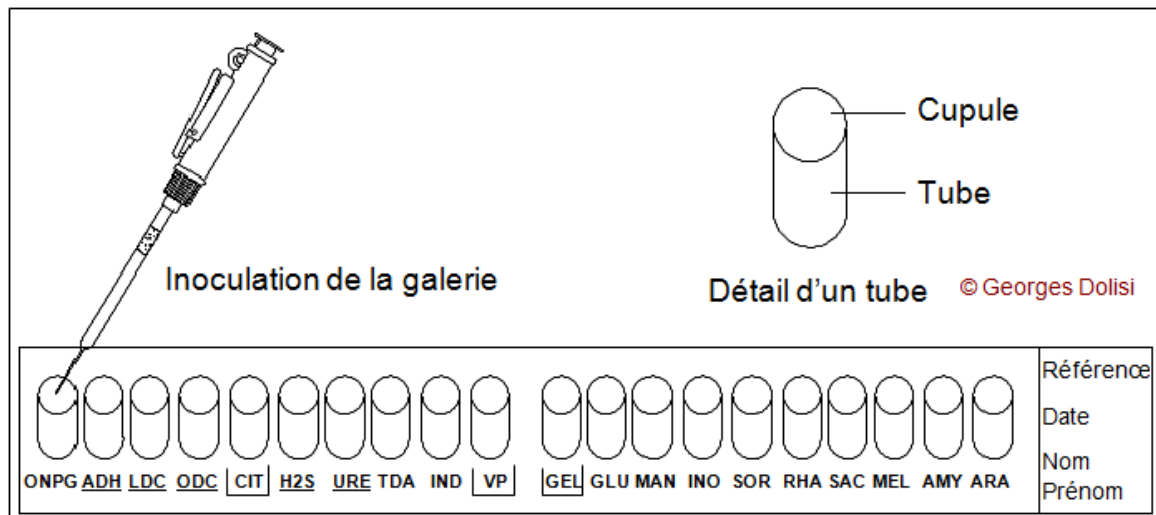 Cupule
Tube
Inoculation de la galerie
Détail d'un tube
© Georges Dolisi
Référence
Date
Nom
Prénom
ONPG ADH LDC ODC CIT H2S URE TDA IND VP GEL GLU MAN INO SOR RHA SAC MEL AMY ARA